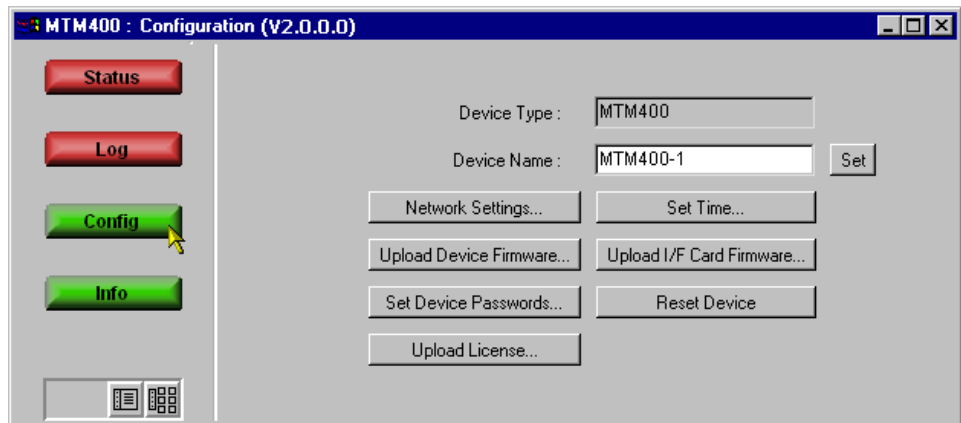 MTM400 : Configuration (V2.0.0.0)
Status
Log
Config
Info
Device Type :
MTM400
Device Name :
MTM400-1
Set
Network Settings...
Set Time...
Upload Device Firmware...
Upload I/F Card Firmware...
Set Device Passwords...
Reset Device
Upload License...